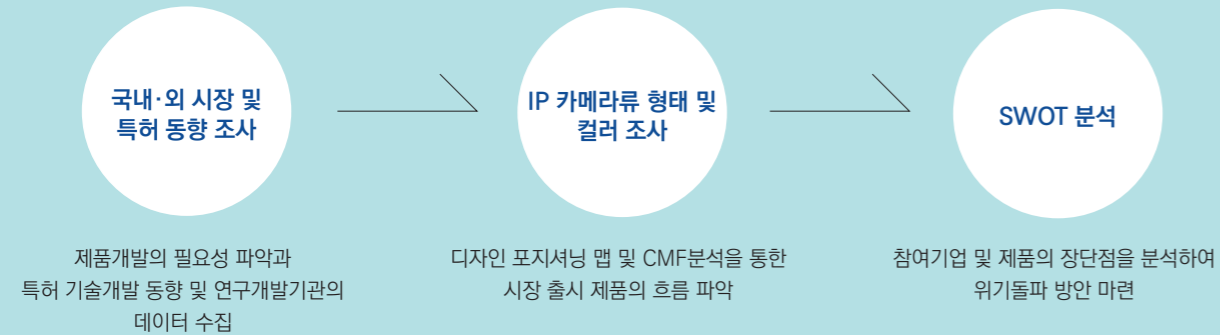 국내·외 시장 및
특허 동향 조사
제품개발의 필요성 파악과
특허 기술개발 동향 및 연구개발기관의
데이터 수집
IP 카메라류 형태 및
컬러 조사
디자인 포지셔닝 맵 및 CMF분석을 통한
시장 출시 제품의 흐름 파악
SWOT 분석
참여기업 및 제품의 장단점을 분석하여
위기돌파 방안 마련